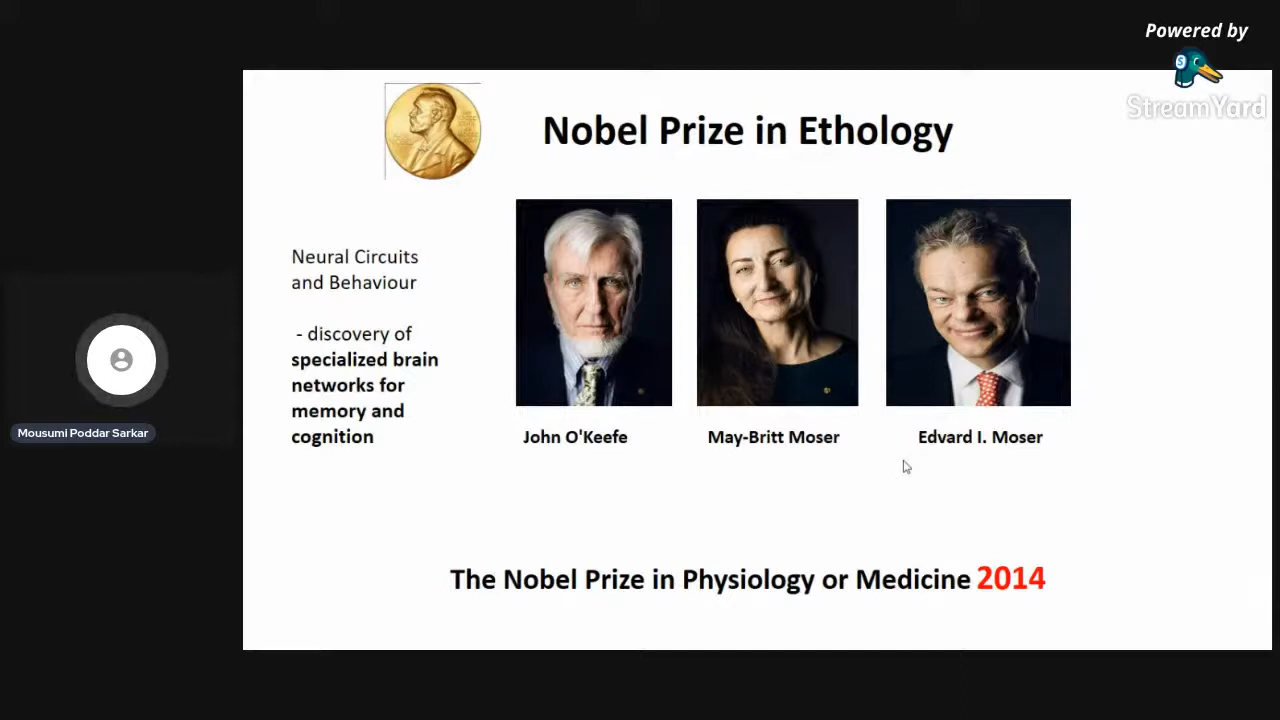 Powered by
StreamYard
Nobel Prize in Ethology
Neural Circuits
and Behaviour
- discovery of
specialized brain
networks for
memory and
cognition
John O'Keefe
May-Britt Moser
Edvard I. Moser
Mousumi Poddar Sarkar
The Nobel Prize in Physiology or Medicine 2014